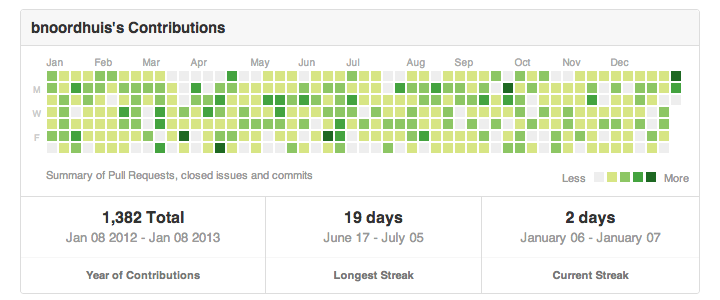 bnoordhuis's Contributions
Jan Feb Mar Apr May Jun Jul Aug Sep Oct Nov Dec
M
W
F
Summary of Pull Requests, closed issues and commits
Less More
1,382 Total 19 days 2 days
Jan 08 2012 - Jan 08 2013 June 17 - July 05 January 06 - January 07
Year of Contributions Longest Streak Current Streak